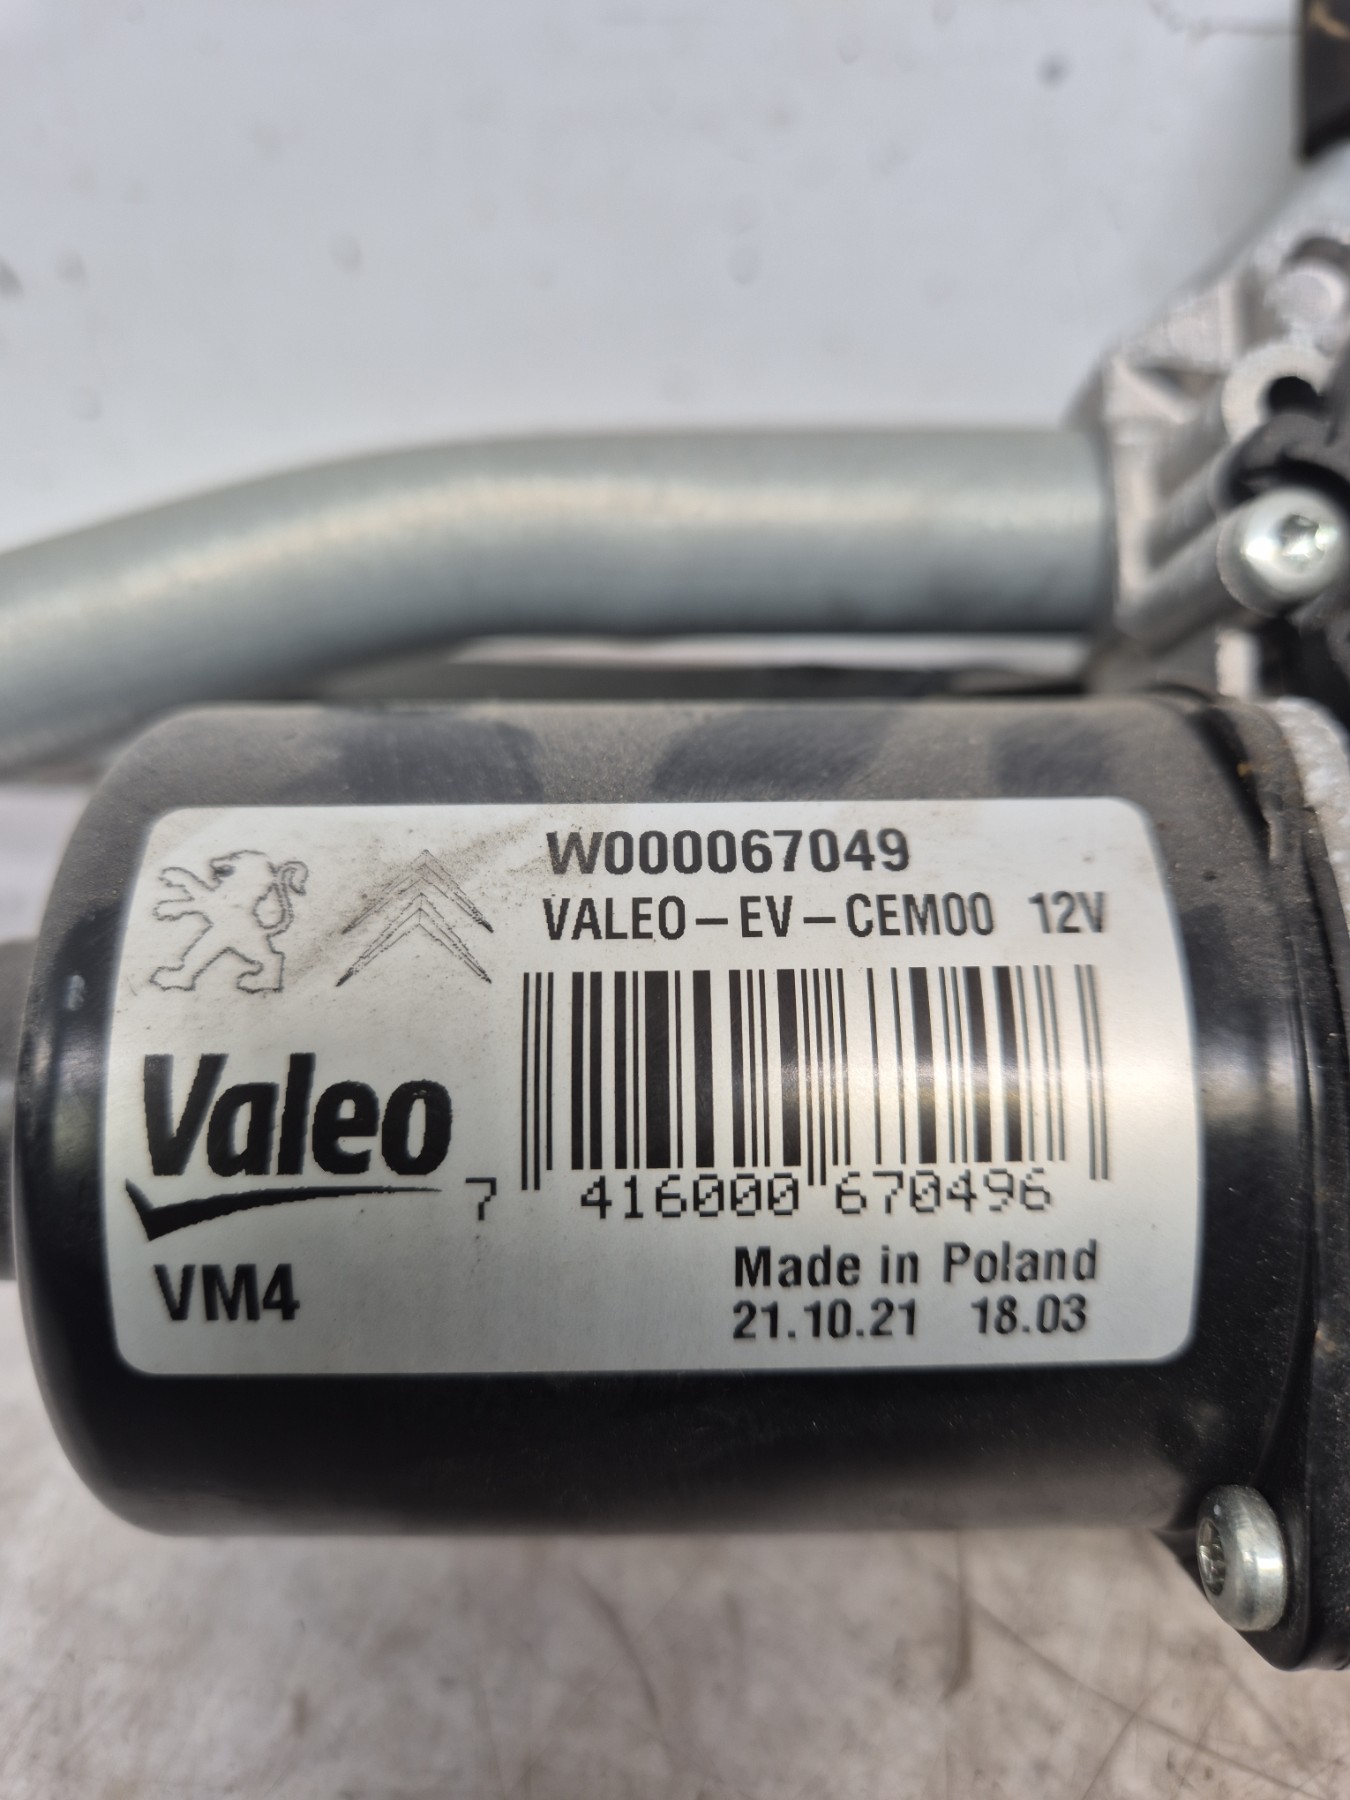 W000067049
VALEO-EV-CEM00 12V
Valeo
7 416000 670496
VM4
Made in Poland
21.10.21 18.03